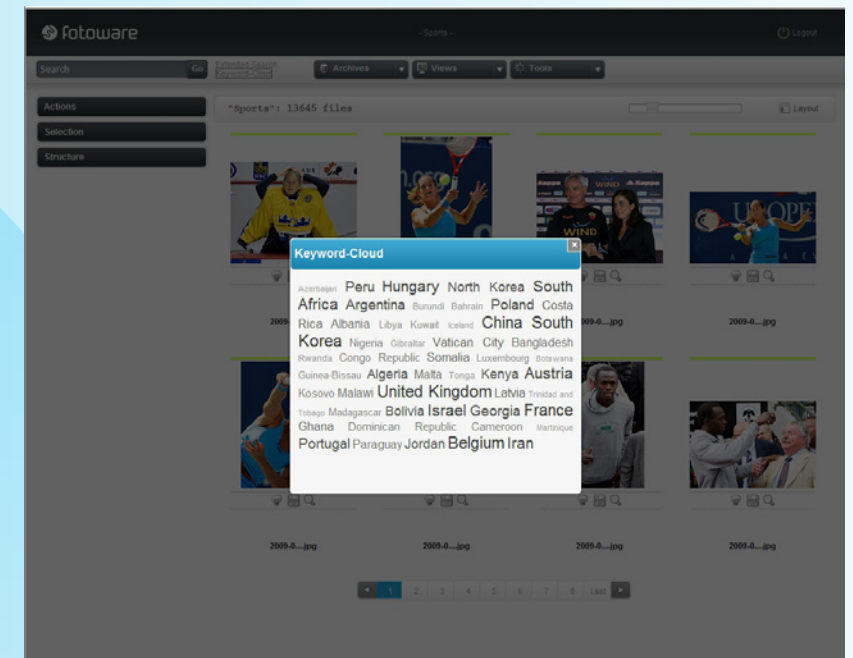 fotoware
- Sports -
Logout
Search
Go
Extended Search
Keyword-Cloud
Archives
Views
Tools
Actions
Selection
Structure
"Sports": 13645 files
Layout
WIND
Kappa
WIND
Keyword-Cloud
Azerbaijan Peru Hungary North Korea South
Africa Argentina Burundi Bahrain Poland Costa
Rica Albania Libya Kuwait Iceland China South
Korea Nigeria Gibraltar Vatican City Bangladesh
Rwanda Congo Republic Somalia Luxembourg Botswana
Guinea-Bissau Algeria Malta Tonga Kenya Austria
Kosovo Malawi United Kingdom Latvia Trinidad and
Tobago Madagascar Bolivia Israel Georgia France
Ghana Dominican Republic Cameroon Martinique
Portugal Paraguay Jordan Belgium Iran
2009-0....jpg
2009-0....jpg
2009-0....jpg
2009-0....jpg
2009-0....jpg
1 2 3 4 5 6 7 8 Last